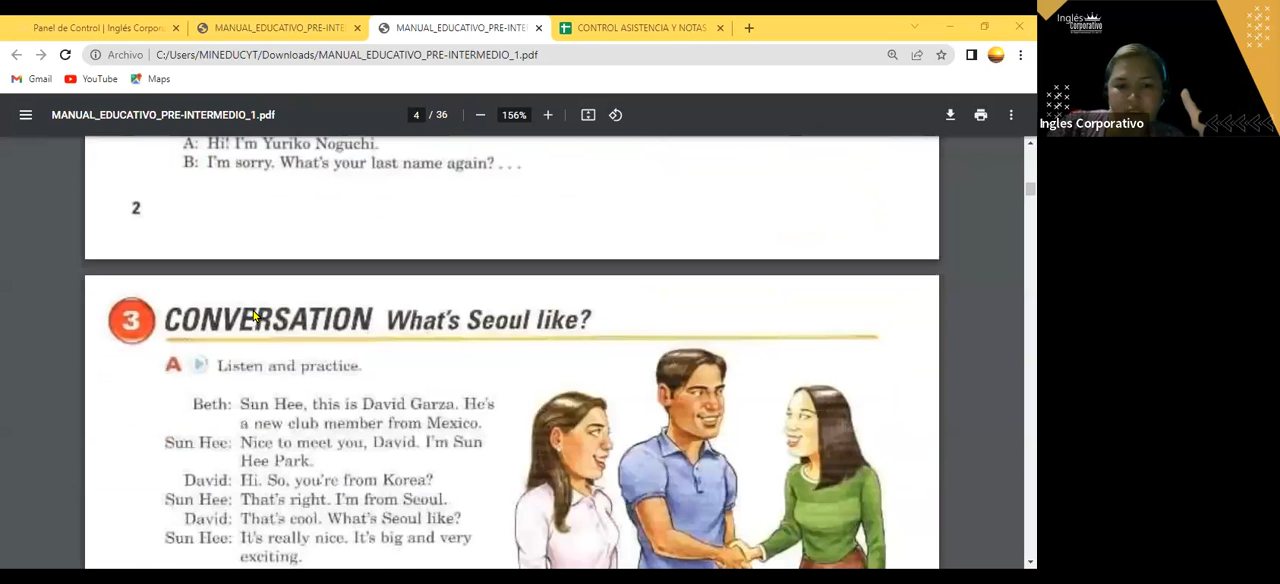 Panel de Control | Inglés Corpor
MANUAL_EDUCATIVO_PRE-INTE
MANUAL_EDUCATIVO_PRE-INTE
CONTROL ASISTENCIA Y NOTAS
Archivo
C:/Users/MINEDUCYT/Downloads/MANUAL_EDUCATIVO_PRE-INTERMEDIO_1.pdf
Gmail
YouTube
Maps
MANUAL_EDUCATIVO_PRE-INTERMEDIO_1.pdf
4 / 36
156%
A: Hi! I'm Yuriko Noguchi.
B: I'm sorry. What's your last name again? . . .
2
3 CONVERSATION What's Seoul like?
A Listen and practice.
Beth: Sun Hee, this is David Garza. He's
a new club member from Mexico.
Sun Hee: Nice to meet you, David. I'm Sun
Hee Park.
David: Hi. So, you're from Korea?
Sun Hee: That's right. I'm from Seoul.
David: That's cool. What's Seoul like?
Sun Hee: It's really nice. It's big and very
exciting.
Inglés
Corporativo
Ingles Corporativo